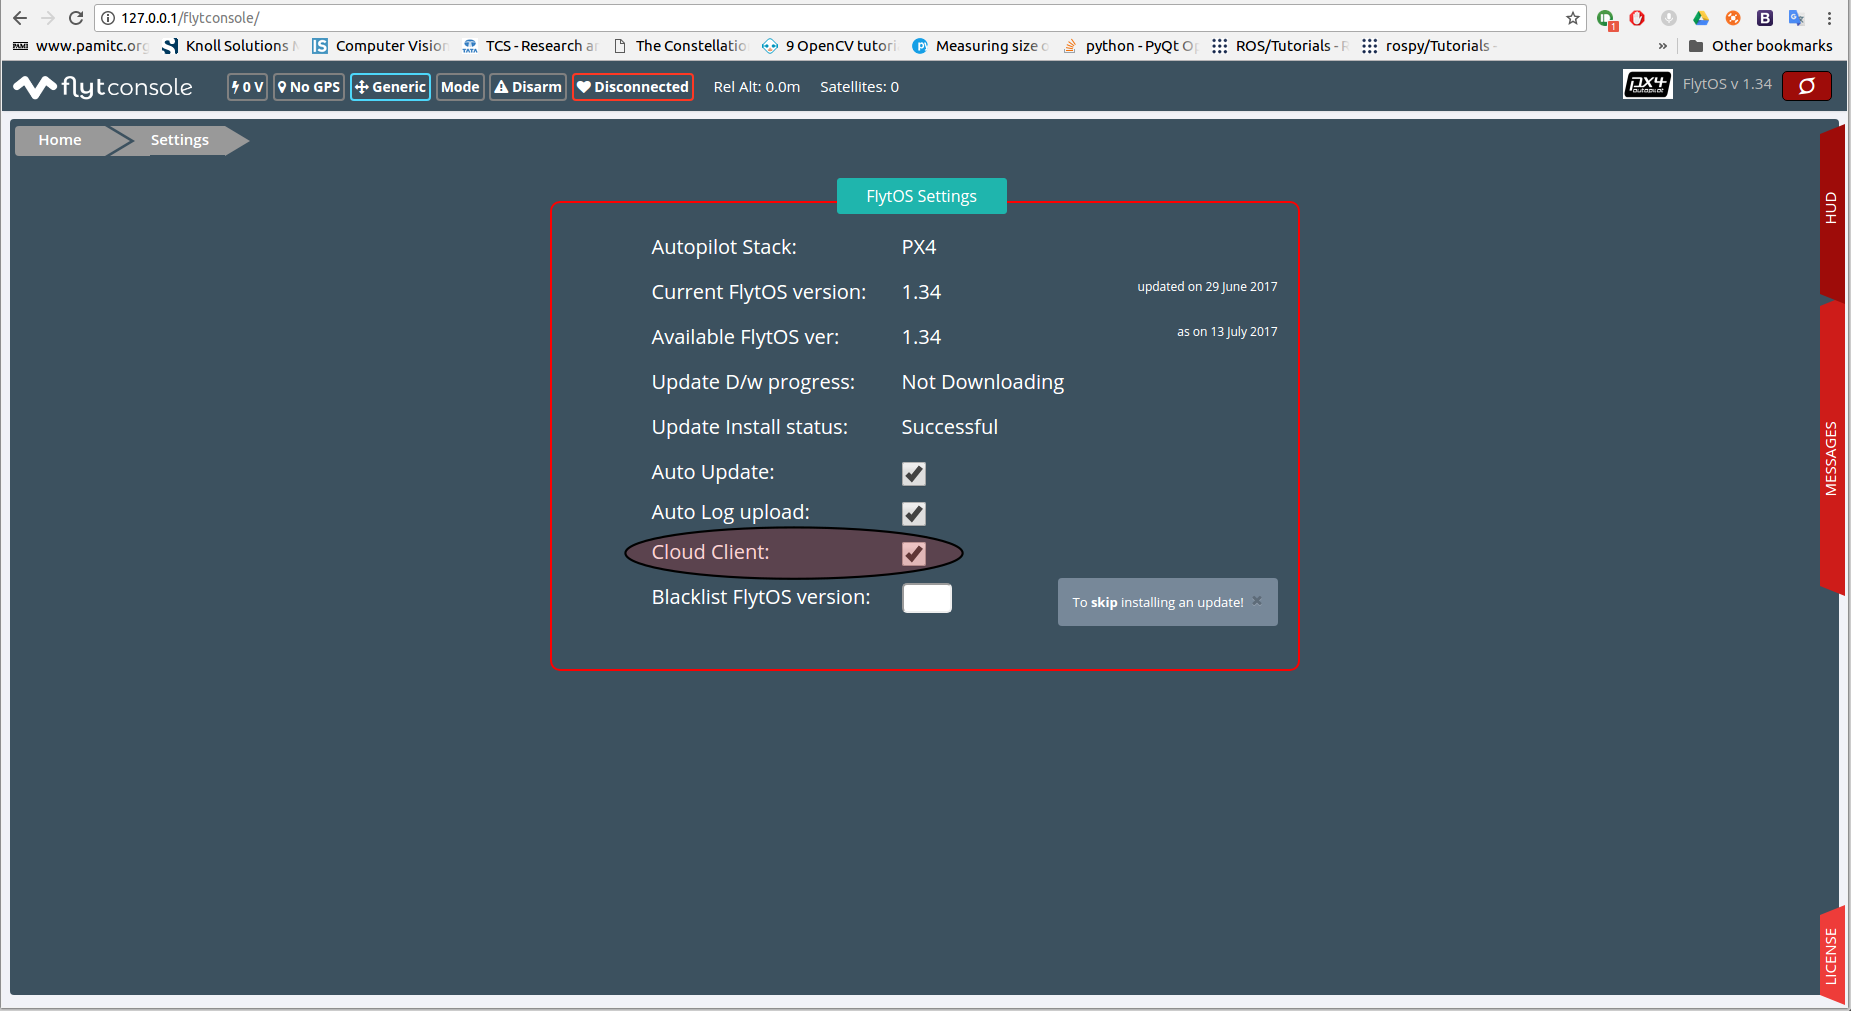 127.0.0.1/flytconsole/
www.pamitc.org Knoll Solutions Computer Vision TCS - Research The Constellatio 9 OpenCV tutori Measuring size python - PyQt ROS/Tutorials - rospy/Tutorials - » Other bookmarks
flytconsole 0 V No GPS Generic Mode Disarm Disconnected Rel Alt: 0.0m Satellites: 0 px4 autopilot FlytOS v 1.34
Home Settings
FlytOS Settings
Autopilot Stack: PX4
Current FlytOS version: 1.34 updated on 29 June 2017
Available FlytOS ver: 1.34 as on 13 July 2017
Update D/w progress: Not Downloading
Update Install status: Successful
Auto Update:
Auto Log upload:
Cloud Client:
Blacklist FlytOS version: To skip installing an update! ×
HUD
MESSAGES
LICENSE